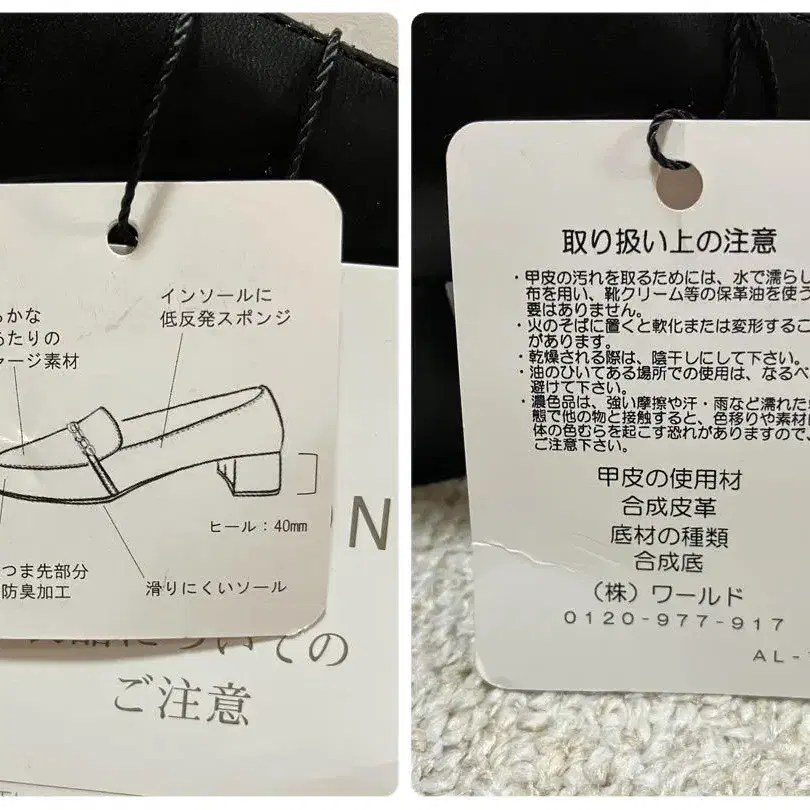 インソールに
低反発スポンジ
らかな
たりの
ャージ素材
ヒール：40mm
つま先部分
防臭加工
滑りにくいソール
N
についての
ご注意
取り扱い上の注意
・甲皮の汚れを取るためには、水で濡らし
布を用い、靴クリーム等の保革油を使う
要はありません。
・火のそばに置くと軟化または変形するこ
があります。
・乾燥される際は、陰干しにして下さい。
・油のひいてある場所での使用は、なるべ
避けて下さい。
・濃色品は、強い摩擦や汗・雨など濡れた
態で他の物と接触すると、色移りや素材
体の色むらを起こす恐れがありますので、
ご注意下さい。
甲皮の使用材
合成皮革
底材の種類
合成底
（株）ワールド
0120-977-917
AL-